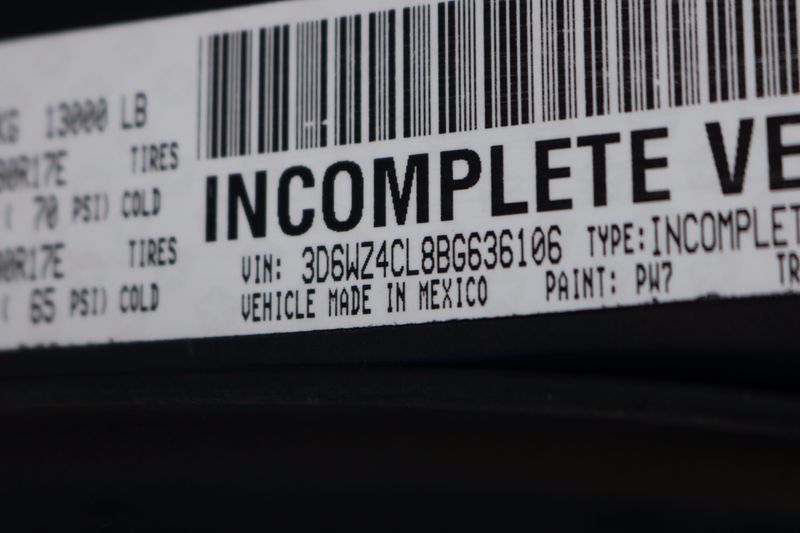 KG 13000 LB
TIRES
( 70 PSI) COLD
TIRES
( 65 PSI) COLD
INCOMPLETE VE
VIN: 3D6WZ4CL8BG636106 TYPE:INCOMPLET
VEHICLE MADE IN MEXICO PAINT: PW7 TR